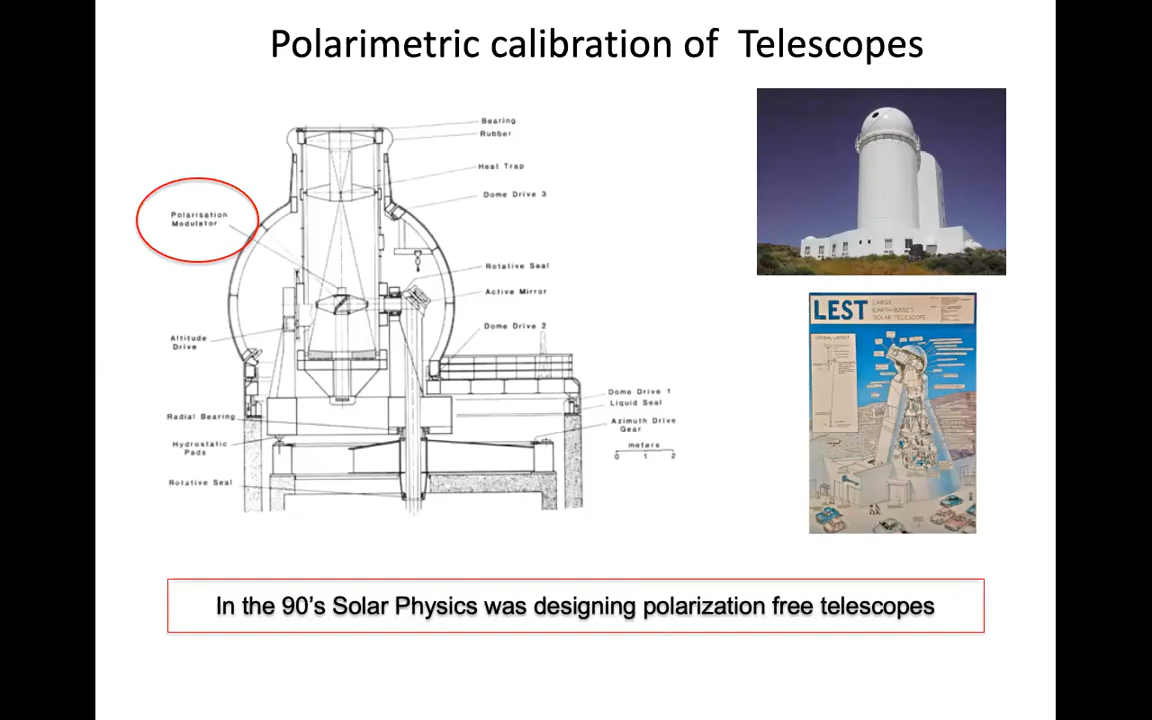 Polarimetric calibration of Telescopes
Bearing
Rubber
Heat Trap
Dome Drive 3
Polarisation
Modulator
Rotative Seal
Active Mirror
Dome Drive 2
Altitude
Drive
Dome Drive 1
Liquid Seal
Radial Bearing
Azimuth Drive
Gear
Hydrostatic
Pads
meters
0 1 2
Rotative Seal
LEST
LARGE
EARTH-BASED
SOLAR TELESCOPE
OPTICAL LAYOUT
In the 90's Solar Physics was designing polarization free telescopes